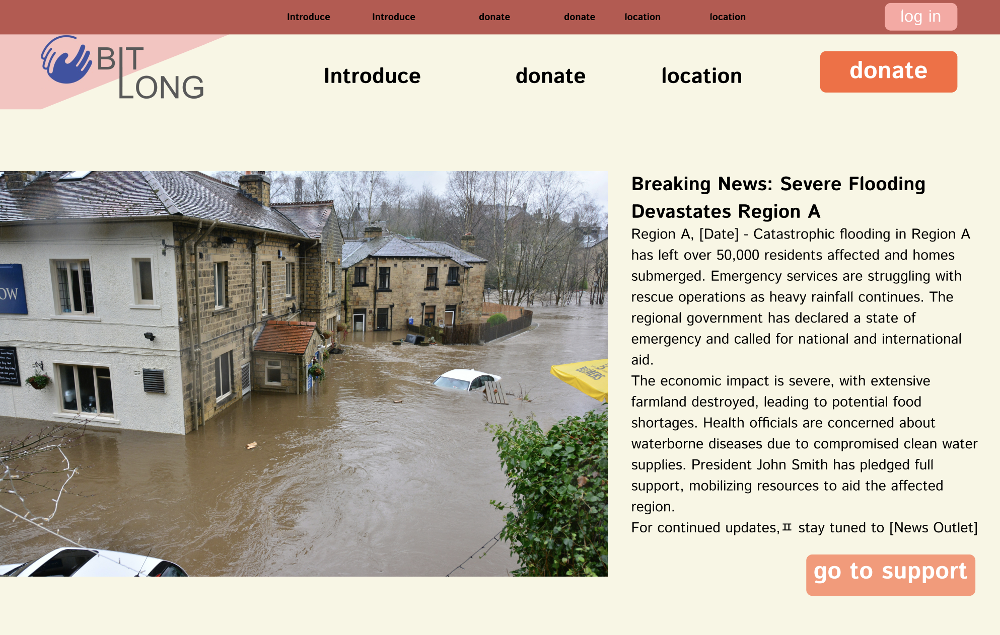 Introduce Introduce donate donate location location log in
BIT
LONG
Introduce donate location donate
Breaking News: Severe Flooding
Devastates Region A
Region A, [Date] - Catastrophic flooding in Region A
has left over 50,000 residents affected and homes
submerged. Emergency services are struggling with
rescue operations as heavy rainfall continues. The
regional government has declared a state of
emergency and called for national and international
aid.
The economic impact is severe, with extensive
farmland destroyed, leading to potential food
shortages. Health officials are concerned about
waterborne diseases due to compromised clean water
supplies. President John Smith has pledged full
support, mobilizing resources to aid the affected
region.
For continued updates,ㅍ stay tuned to [News Outlet]
go to support
OW
BULMERS